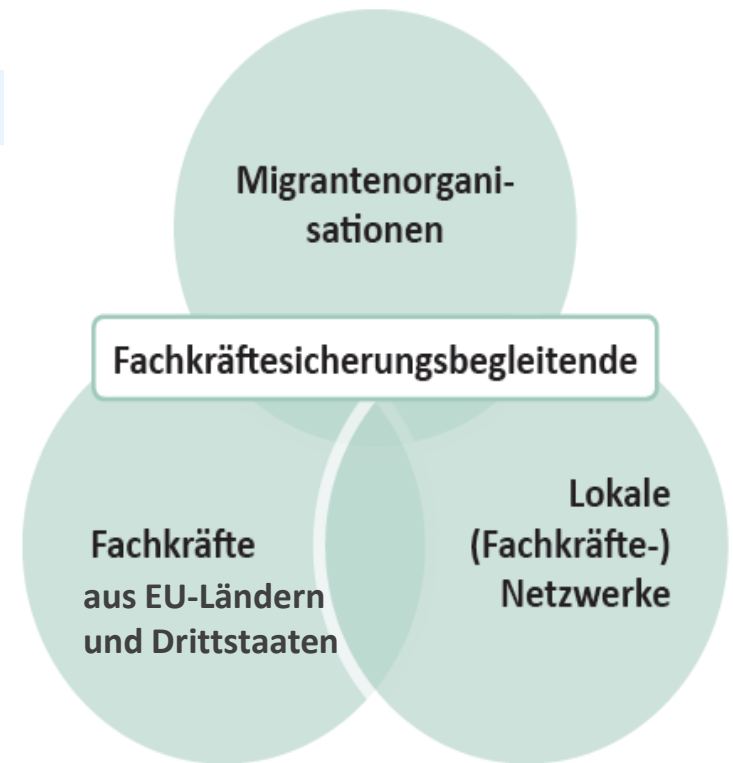 Migrantenorgani-
sationen
Fachkräftesicherungsbegleitende
Fachkräfte
aus EU-Ländern
und Drittstaaten
Lokale
(Fachkräfte-)
Netzwerke